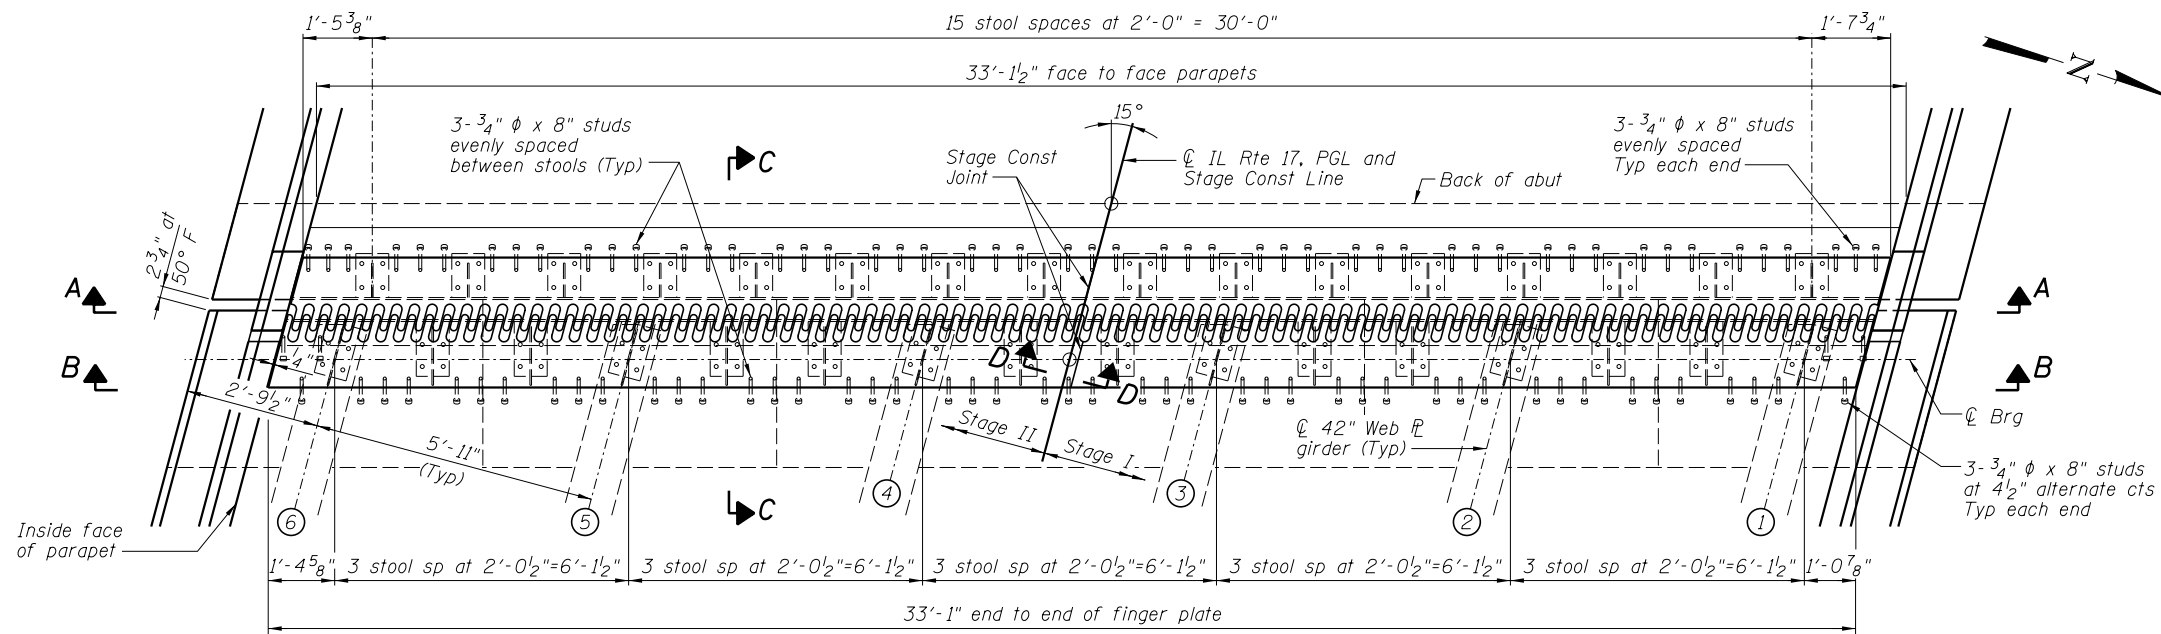 1'-5 3/8"
15 stool spaces at 2'-0" = 30'-0"
1'-7 3/4"
33'-1 1/2" face to face parapets
N
3- 3/4" ϕ x 8" studs
evenly spaced
between stools (Typ)
C
Stage Const
Joint
15°
℄ IL Rte 17, PGL and
Stage Const Line
Back of abut
3- 3/4" ϕ x 8" studs
evenly spaced
Typ each end
2 3/4" at
50° F
A
A
B
B
4"
2'-9 1/2"
5'-11"
(Typ)
D
D
Stage II
Stage I
℄ 42" Web PL
girder (Typ)
℄ Brg
3- 3/4" ϕ x 8" studs
at 4 1/2" alternate cts
Typ each end
C
Inside face
of parapet
6
5
4
3
2
1
1'-4 5/8"
3 stool sp at 2'-0 1/2"=6'-1 1/2"
3 stool sp at 2'-0 1/2"=6'-1 1/2"
3 stool sp at 2'-0 1/2"=6'-1 1/2"
3 stool sp at 2'-0 1/2"=6'-1 1/2"
3 stool sp at 2'-0 1/2"=6'-1 1/2"
1'-0 7/8"
33'-1" end to end of finger plate